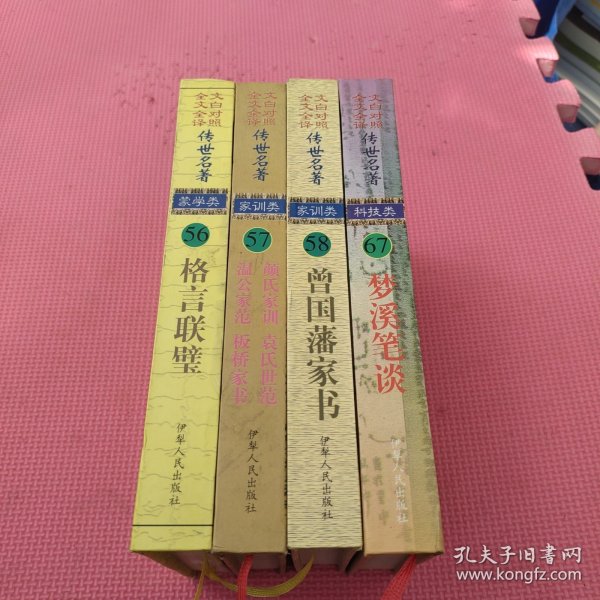 文白对照
全文全译
传世名著
蒙学类
56
格言联璧
伊犁人民出版社
文白对照
全文全译
传世名著
家训类
57
颜氏家训 袁氏世范
温公家范 板桥家书
伊犁人民出版社
文白对照
全文全译
传世名著
家训类
58
曾国藩家书
伊犁人民出版社
文白对照
全文全译
传世名著
科技类
67
梦溪笔谈
伊犁人民出版社
孔夫子旧书网
www.kongfz.com